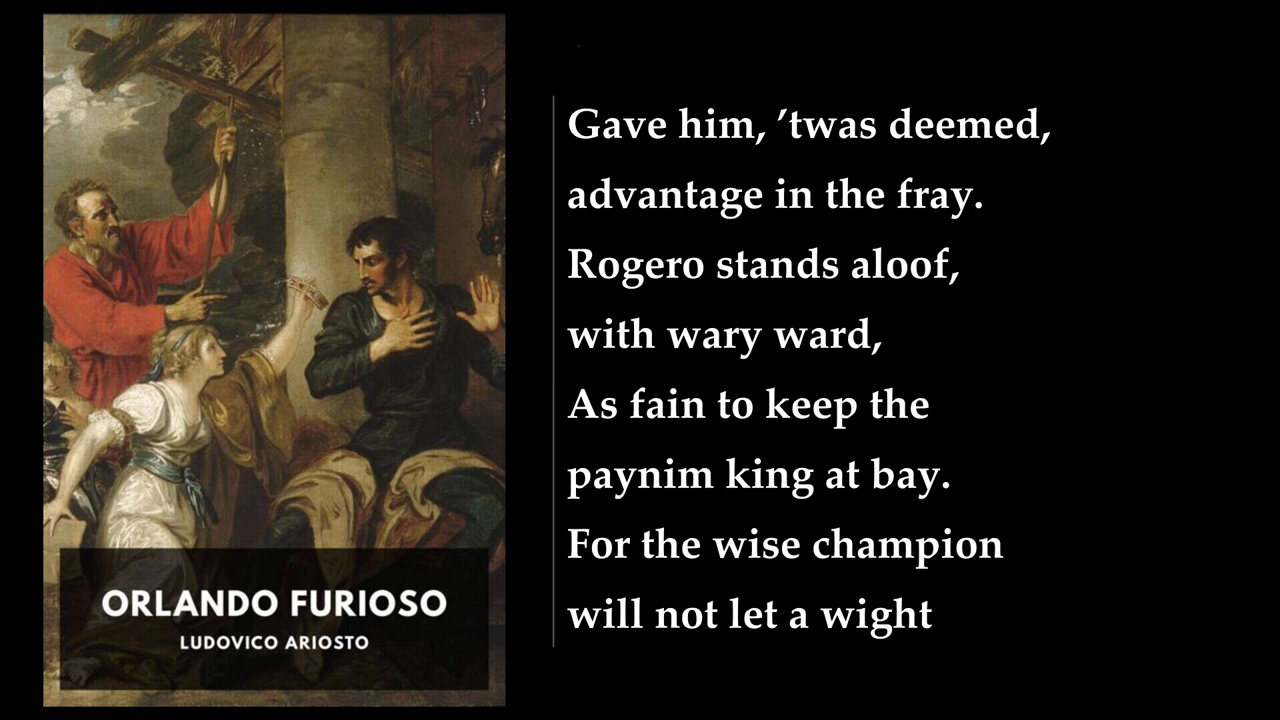 ORLANDO FURIOSO
LUDOVICO ARIOSTO
Gave him, ’twas deemed,
advantage in the fray.
Rogero stands aloof,
with wary ward,
As fain to keep the
paynim king at bay.
For the wise champion
will not let a wight